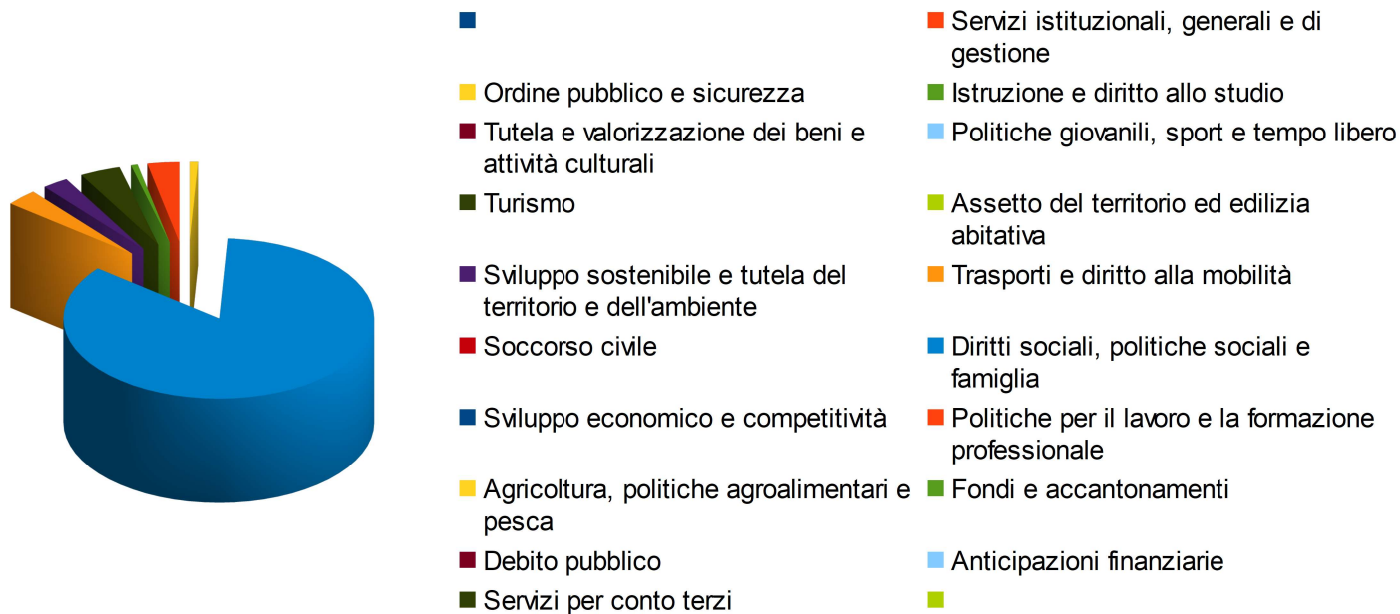 Servizi istituzionali, generali e di
gestione
Ordine pubblico e sicurezza
Istruzione e diritto allo studio
Tutela e valorizzazione dei beni e
attività culturali
Politiche giovanili, sport e tempo libero
Turismo
Assetto del territorio ed edilizia
abitativa
Sviluppo sostenibile e tutela del
territorio e dell'ambiente
Trasporti e diritto alla mobilità
Soccorso civile
Diritti sociali, politiche sociali e
famiglia
Sviluppo economico e competitività
Politiche per il lavoro e la formazione
professionale
Agricoltura, politiche agroalimentari e
pesca
Fondi e accantonamenti
Debito pubblico
Anticipazioni finanziarie
Servizi per conto terzi